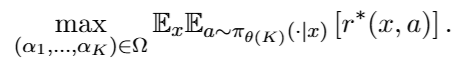 max_{(α_1,...,α_K)∈Ω} 𝔼_x 𝔼_{a∼π_{θ(K)}(·|x)} [r*(x, a)] .